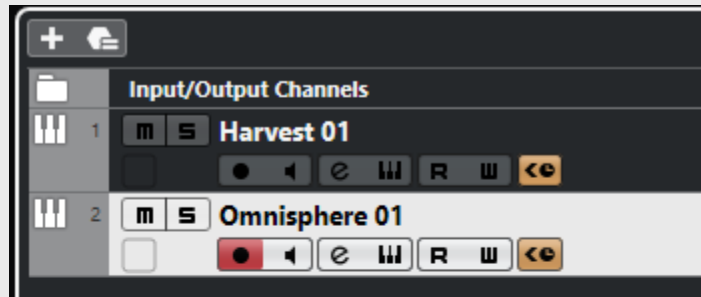 Input/Output Channels
1 m s Harvest 01
e R w
2 m s Omnisphere 01
e R w